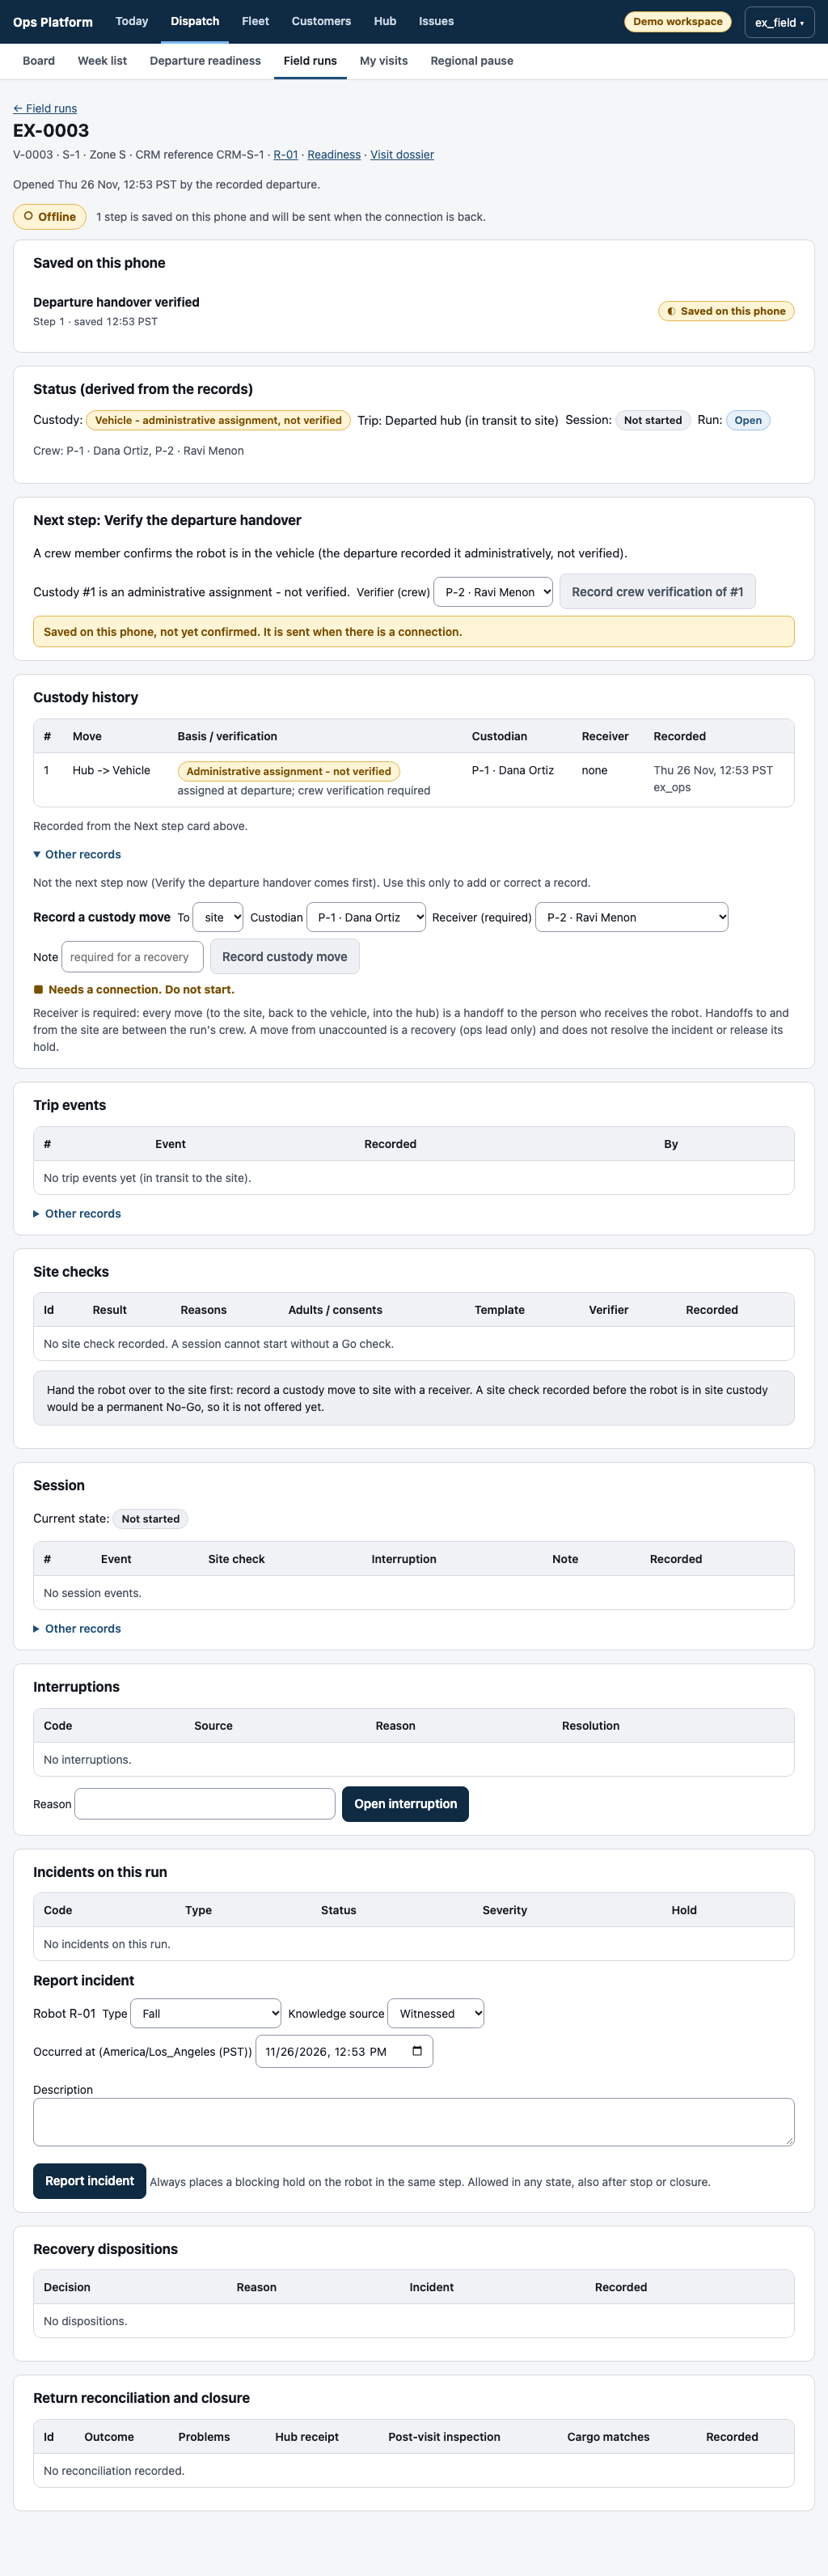 Ops Platform Today Dispatch Fleet Customers Hub Issues Demo workspace ex_field ▾
Board Week list Departure readiness Field runs My visits Regional pause
← Field runs
EX-0003
V-0003 · S-1 · Zone S · CRM reference CRM-S-1 · R-01 · Readiness · Visit dossier
Opened Thu 26 Nov, 12:53 PST by the recorded departure.
Offline 1 step is saved on this phone and will be sent when the connection is back.
Saved on this phone
Departure handover verified
Step 1 · saved 12:53 PST
Saved on this phone
Status (derived from the records)
Custody: Vehicle - administrative assignment, not verified Trip: Departed hub (in transit to site) Session: Not started Run: Open
Crew: P-1 · Dana Ortiz, P-2 · Ravi Menon
Next step: Verify the departure handover
A crew member confirms the robot is in the vehicle (the departure recorded it administratively, not verified).
Custody #1 is an administrative assignment - not verified. Verifier (crew) P-2 · Ravi Menon Record crew verification of #1
Saved on this phone, not yet confirmed. It is sent when there is a connection.
Custody history
# Move Basis / verification Custodian Receiver Recorded
1 Hub -> Vehicle Administrative assignment - not verified P-1 · Dana Ortiz none Thu 26 Nov, 12:53 PST
assigned at departure; crew verification required ex_ops
Recorded from the Next step card above.
▼ Other records
Not the next step now (Verify the departure handover comes first). Use this only to add or correct a record.
Record a custody move To site Custodian P-1 · Dana Ortiz Receiver (required) P-2 · Ravi Menon
Note required for a recovery Record custody move
Needs a connection. Do not start.
Receiver is required: every move (to the site, back to the vehicle, into the hub) is a handoff to the person who receives the robot. Handoffs to and
from the site are between the run's crew. A move from unaccounted is a recovery (ops lead only) and does not resolve the incident or release its
hold.
Trip events
# Event Recorded By
No trip events yet (in transit to the site).
▶ Other records
Site checks
Id Result Reasons Adults / consents Template Verifier Recorded
No site check recorded. A session cannot start without a Go check.
Hand the robot over to the site first: record a custody move to site with a receiver. A site check recorded before the robot is in site custody
would be a permanent No-Go, so it is not offered yet.
Session
Current state: Not started
# Event Site check Interruption Note Recorded
No session events.
▶ Other records
Interruptions
Code Source Reason Resolution
No interruptions.
Reason Open interruption
Incidents on this run
Code Type Status Severity Hold
No incidents on this run.
Report incident
Robot R-01 Type Fall Knowledge source Witnessed
Occurred at (America/Los_Angeles (PST)) 11/26/2026, 12:53 PM
Description
Report incident Always places a blocking hold on the robot in the same step. Allowed in any state, also after stop or closure.
Recovery dispositions
Decision Reason Incident Recorded
No dispositions.
Return reconciliation and closure
Id Outcome Problems Hub receipt Post-visit inspection Cargo matches Recorded
No reconciliation recorded.